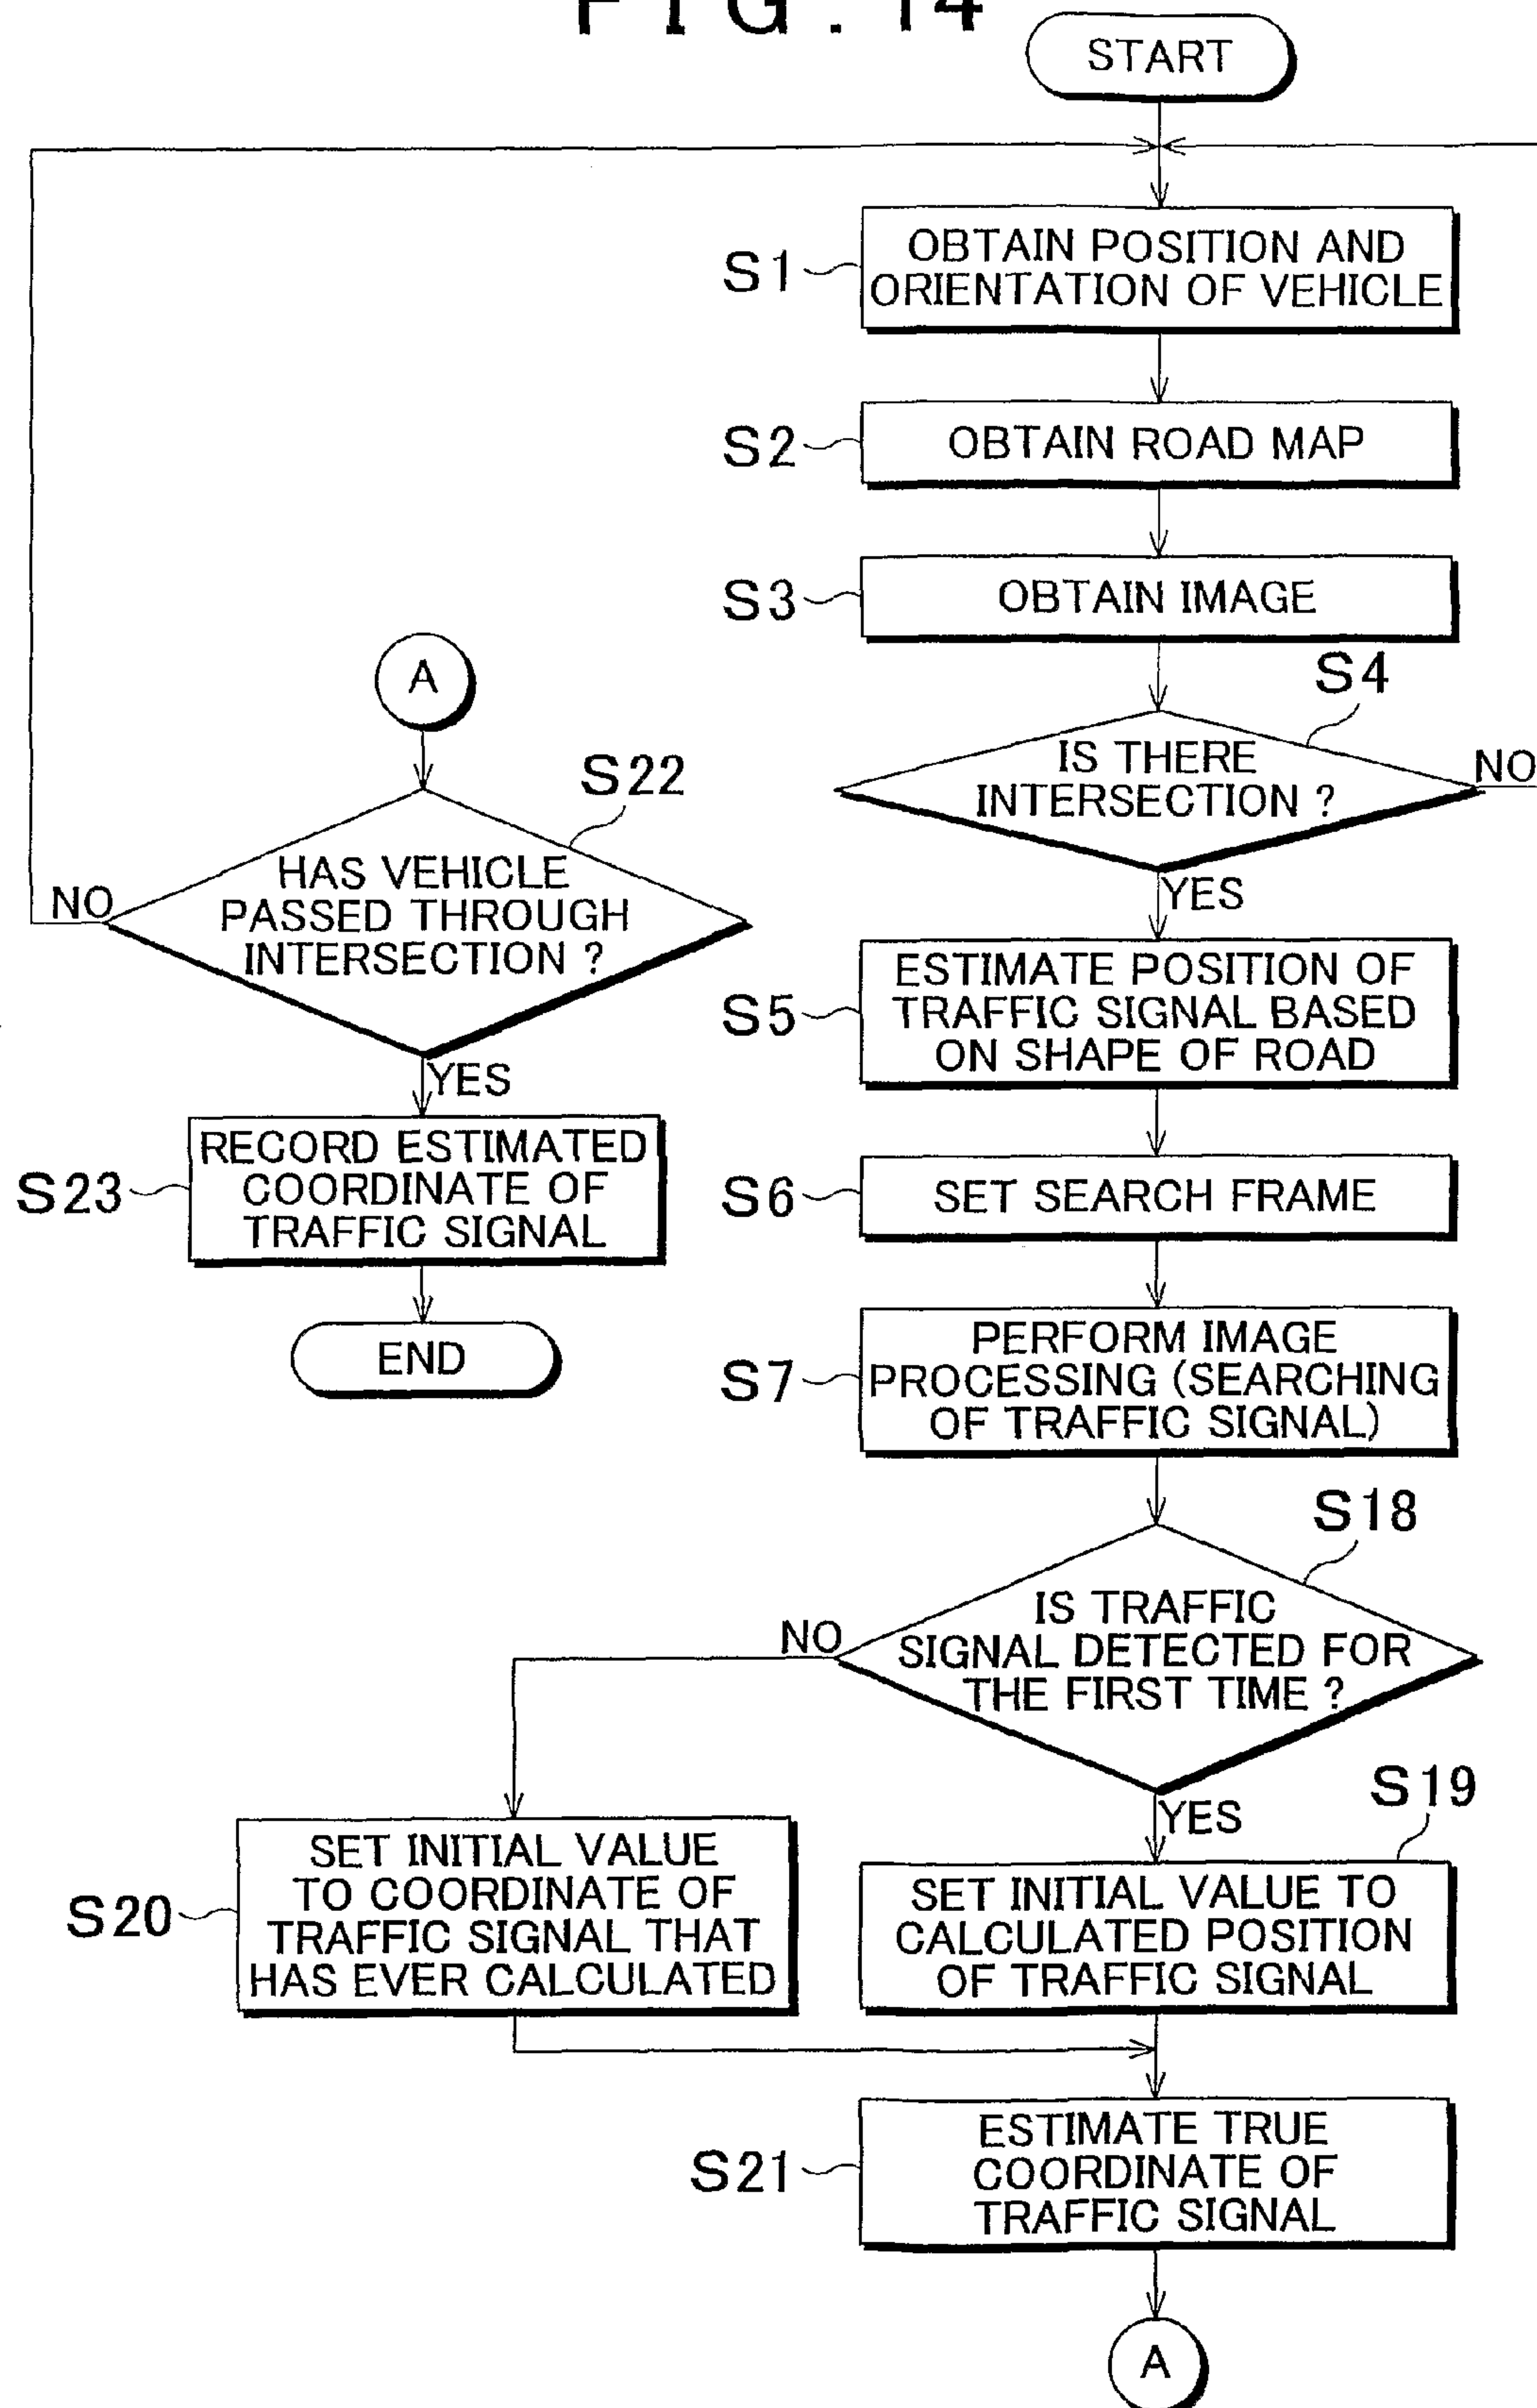 FIG. 14
START
S1
OBTAIN POSITION AND
ORIENTATION OF VEHICLE
S2
OBTAIN ROAD MAP
S3
OBTAIN IMAGE
S4
IS THERE
INTERSECTION ?
NO
YES
S5
ESTIMATE POSITION OF
TRAFFIC SIGNAL BASED
ON SHAPE OF ROAD
S6
SET SEARCH FRAME
S7
PERFORM IMAGE
PROCESSING (SEARCHING
OF TRAFFIC SIGNAL)
S18
IS TRAFFIC
SIGNAL DETECTED FOR
THE FIRST TIME ?
NO
YES
S19
SET INITIAL VALUE TO
CALCULATED POSITION
OF TRAFFIC SIGNAL
S20
SET INITIAL VALUE
TO COORDINATE OF
TRAFFIC SIGNAL THAT
HAS EVER CALCULATED
S21
ESTIMATE TRUE
COORDINATE OF
TRAFFIC SIGNAL
A
A
S22
HAS VEHICLE
PASSED THROUGH
INTERSECTION ?
NO
YES
S23
RECORD ESTIMATED
COORDINATE OF
TRAFFIC SIGNAL
END